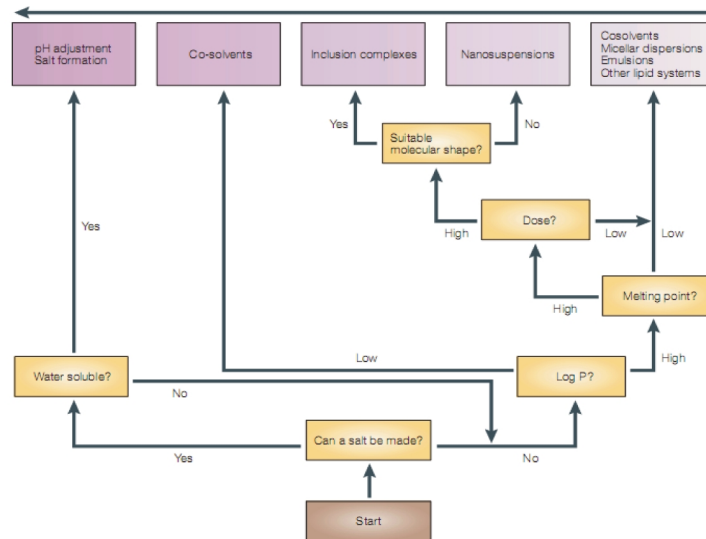 pH adjustment
Salt formation
Co-solvents
Inclusion complexes
Nanosuspensions
Cosolvents
Micellar dispersions
Emulsions
Other lipid systems
Yes
Suitable
molecular shape?
No
Yes
High
Dose?
Low
Low
High
Melting point?
Low
High
Water soluble?
No
Log P?
Yes
Can a salt be made?
No
Start